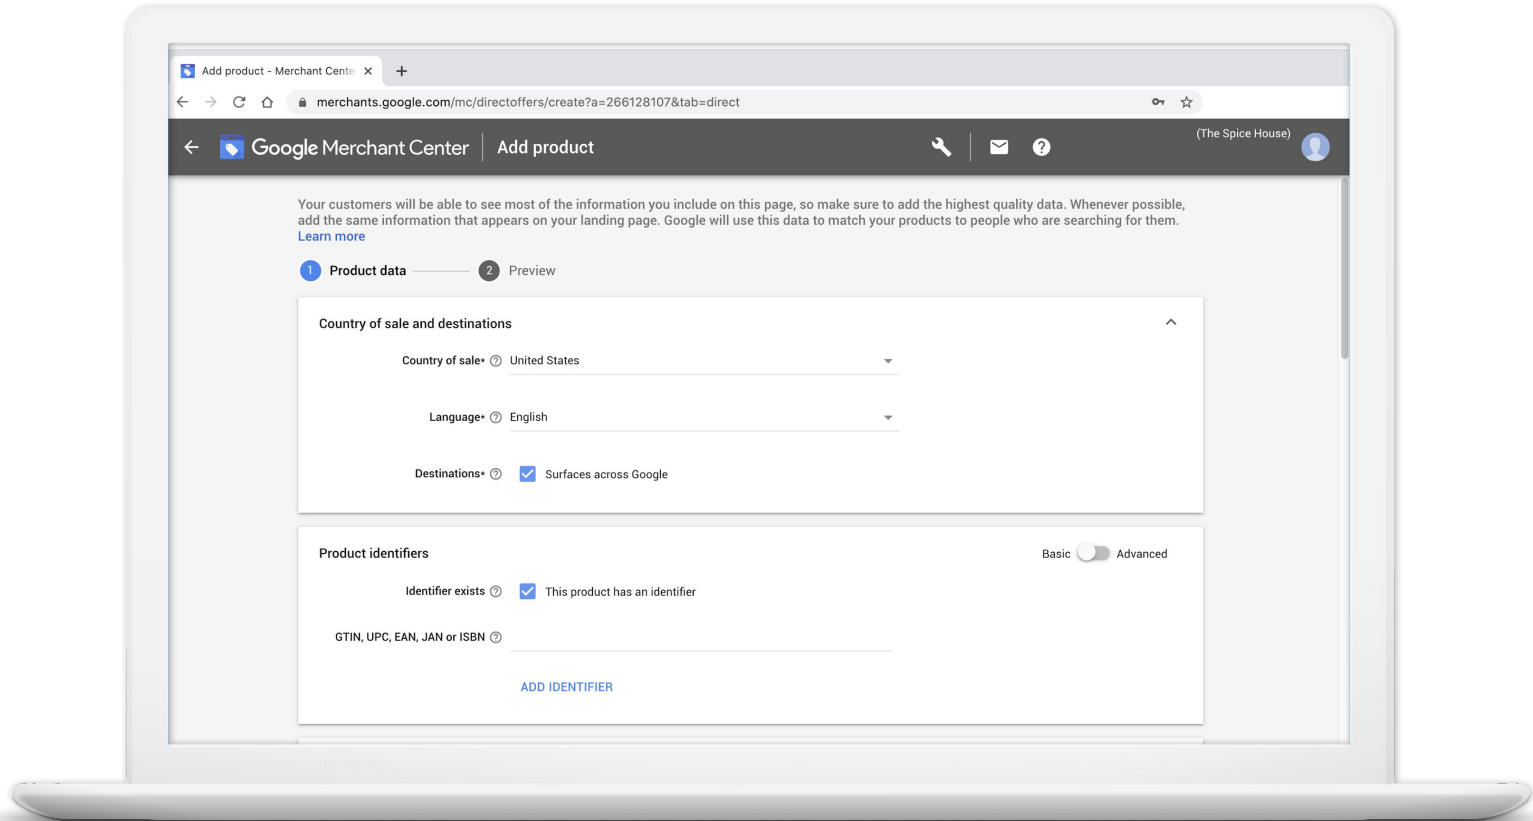 Add product - Merchant Cente
merchants.google.com/mc/directoffers/create?a=266128107&tab=direct
Google Merchant Center
Add product
(The Spice House)
Your customers will be able to see most of the information you include on this page, so make sure to add the highest quality data. Whenever possible,
add the same information that appears on your landing page. Google will use this data to match your products to people who are searching for them.
Learn more
1 Product data
2 Preview
Country of sale and destinations
Country of sale* United States
Language* English
Destinations* Surfaces across Google
Product identifiers
Basic Advanced
Identifier exists This product has an identifier
GTIN, UPC, EAN, JAN or ISBN
ADD IDENTIFIER